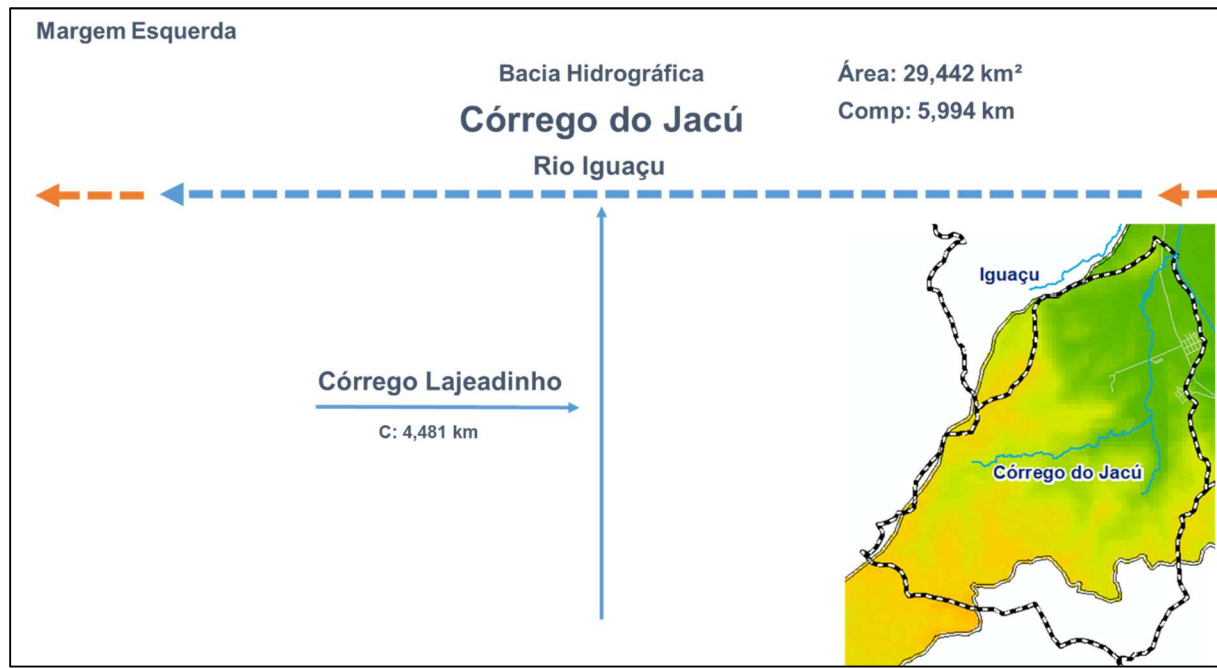 Margem Esquerda
Bacia Hidrográfica
Área: 29,442 km²
Córrego do Jacú
Comp: 5,994 km
Rio Iguaçu
Iguaçu
Córrego Lajeadinho
C: 4,481 km
Córrego do Jacú